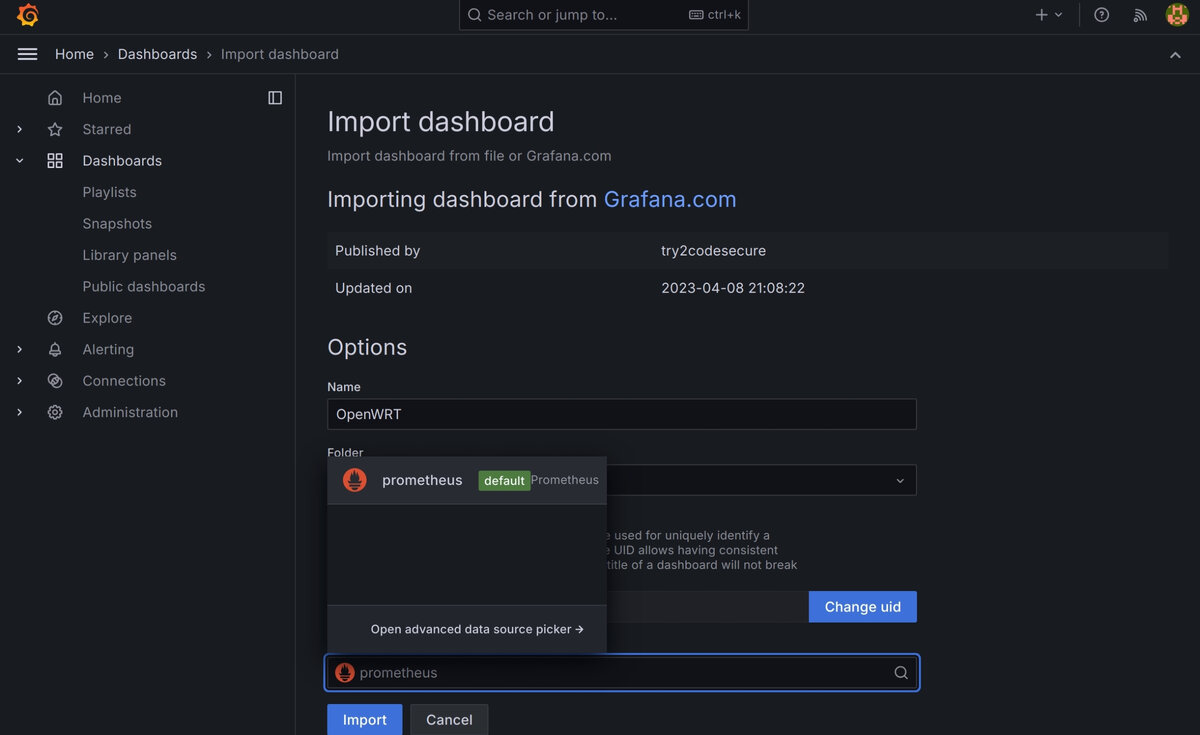 Search or jump to... ctrl+k
Home › Dashboards › Import dashboard
Home
Starred
Dashboards
Playlists
Snapshots
Library panels
Public dashboards
Explore
Alerting
Connections
Administration
Import dashboard
Import dashboard from file or Grafana.com
Importing dashboard from Grafana.com
Published by try2codesecure
Updated on 2023-04-08 21:08:22
Options
Name
OpenWRT
Folder
prometheus default Prometheus
used for uniquely identify a
UID allows having consistent
title of a dashboard will not break
Change uid
Open advanced data source picker →
prometheus
Import Cancel